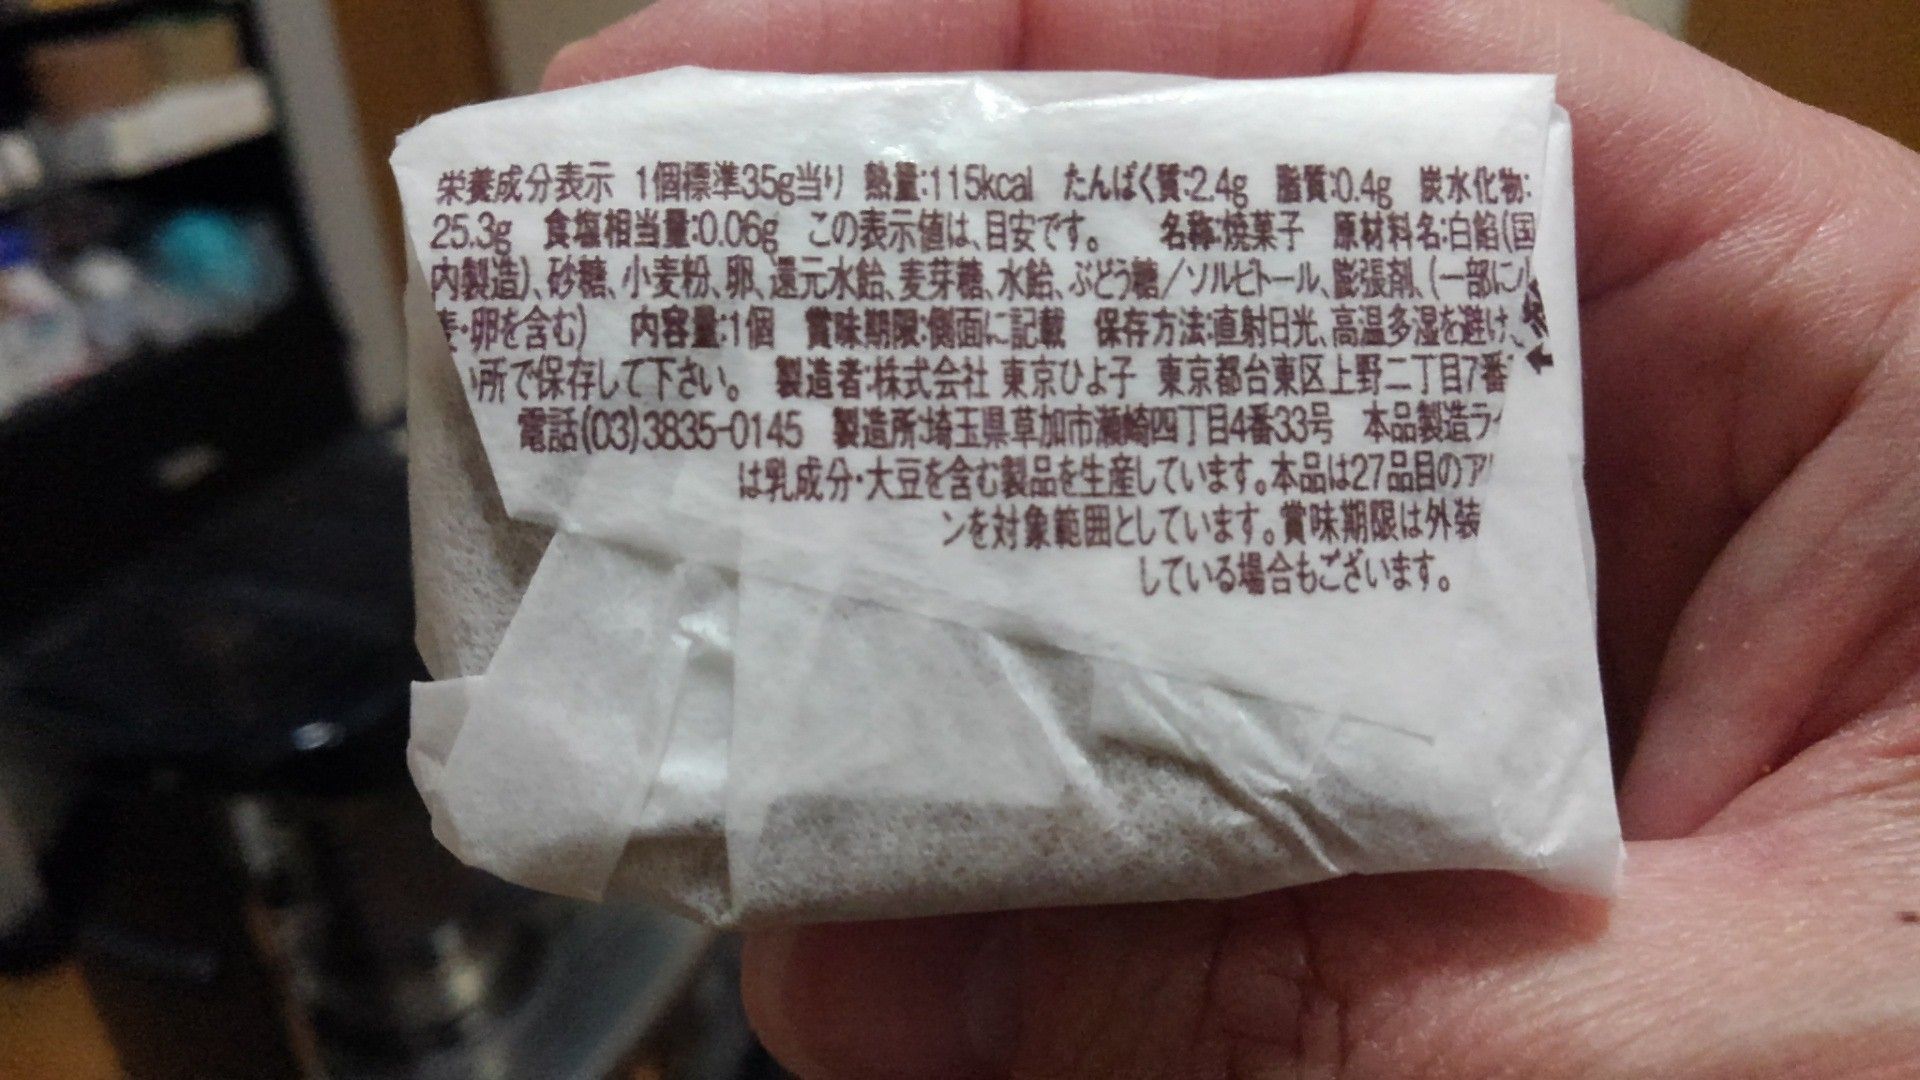 栄養成分表示 1個標準35g当り 熱量:115kcal たんぱく質:2.4g 脂質:0.4g 炭水化物:
25.3g 食塩相当量:0.06g この表示値は、目安です。 名称:焼菓子 原材料名:白餡(国
内製造)、砂糖、小麦粉、卵、還元水飴、麦芽糖、水飴、ぶどう糖/ソルビトール、膨張剤、(一部に小
麦・卵を含む) 内容量:1個 賞味期限:側面に記載 保存方法:直射日光、高温多湿を避け、
所で保存して下さい。 製造者:株式会社 東京ひよ子 東京都台東区上野二丁目7番
電話(03)3835-0145 製造所:埼玉県草加市瀬崎四丁目4番33号 本品製造ラ
は乳成分・大豆を含む製品を生産しています。本品は27品目のア
ンを対象範囲としています。賞味期限は外装
している場合もございます。